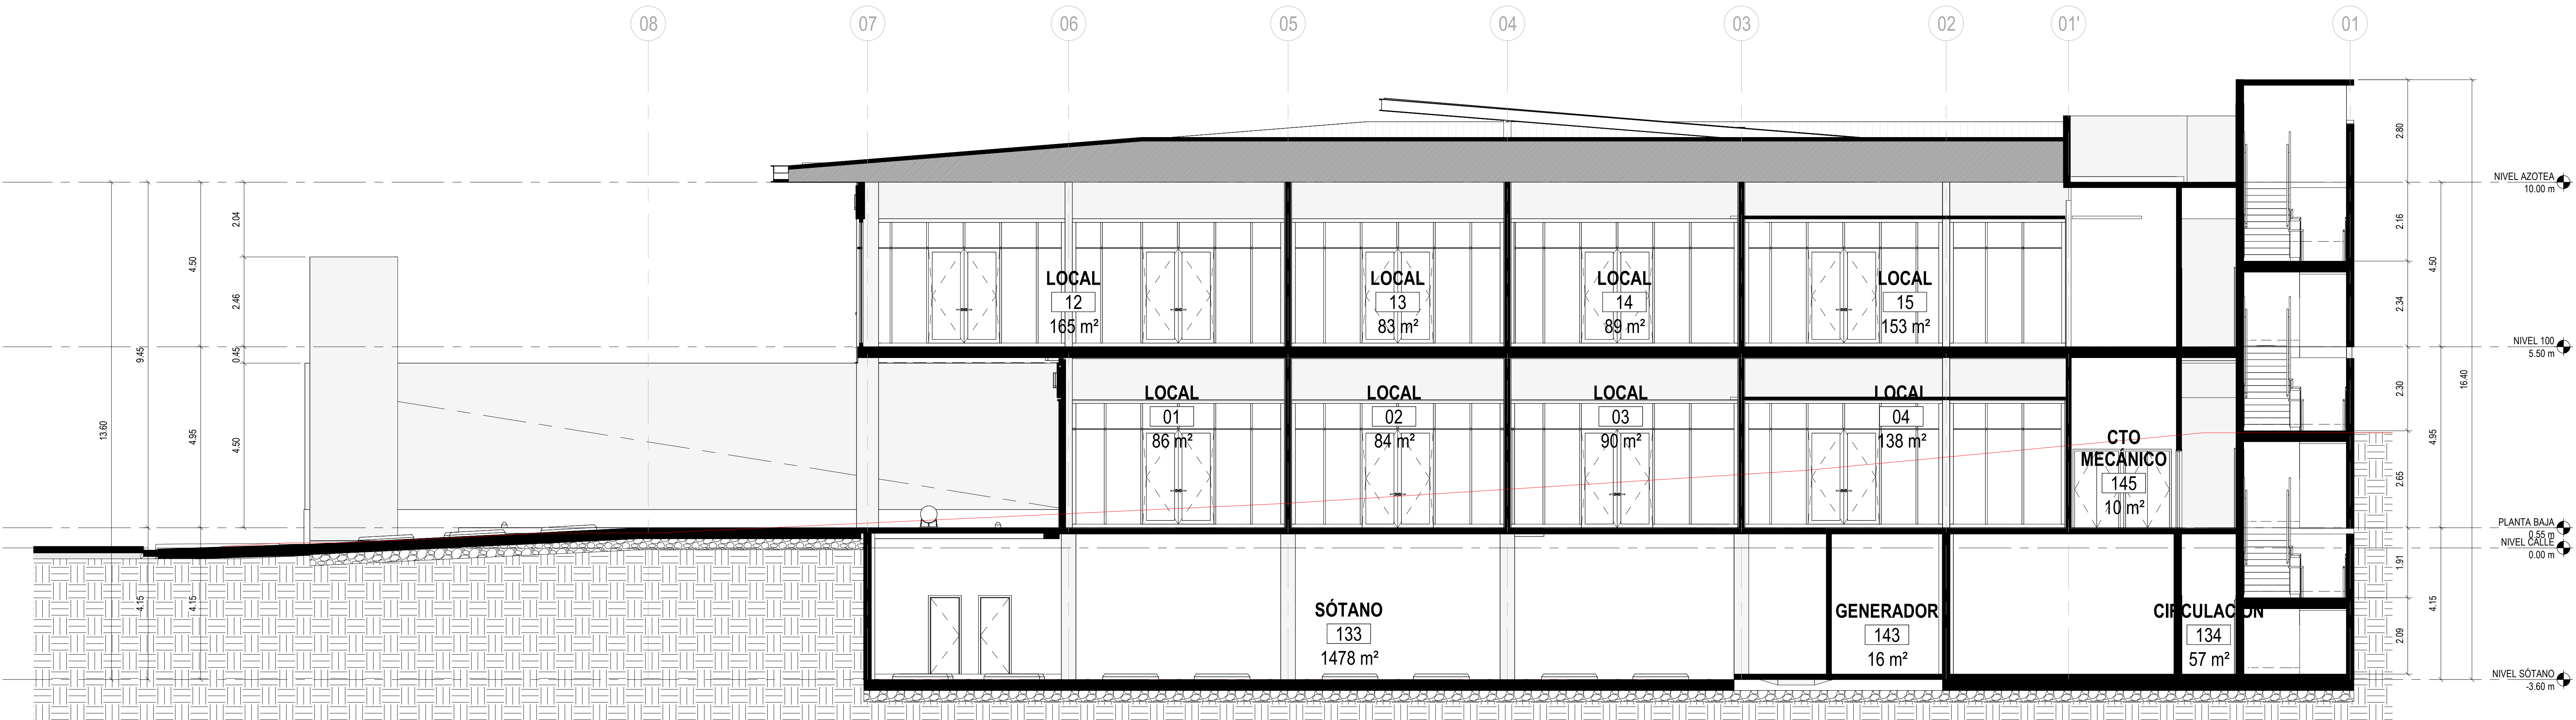 08
07
06
05
04
03
02
01'
01
2.80
NIVEL AZOTEA
10.00 m
2.04
4.50
2.16
4.50
LOCAL
12
165 m²
LOCAL
13
83 m²
LOCAL
14
89 m²
LOCAL
15
153 m²
2.46
2.34
9.45
0.45
NIVEL 100
5.50 m
16.40
2.30
LOCAL
01
86 m²
LOCAL
02
84 m²
LOCAL
03
90 m²
LOCAL
04
138 m²
13.60
4.95
4.50
4.95
CTO
MECÁNICO
145
10 m²
2.65
PLANTA BAJA
0.55 m
NIVEL CALLE
0.00 m
1.91
4.15
4.15
4.15
SÓTANO
133
1478 m²
GENERADOR
143
16 m²
CIRCULACIÓN
134
57 m²
2.09
NIVEL SÓTANO
-3.60 m